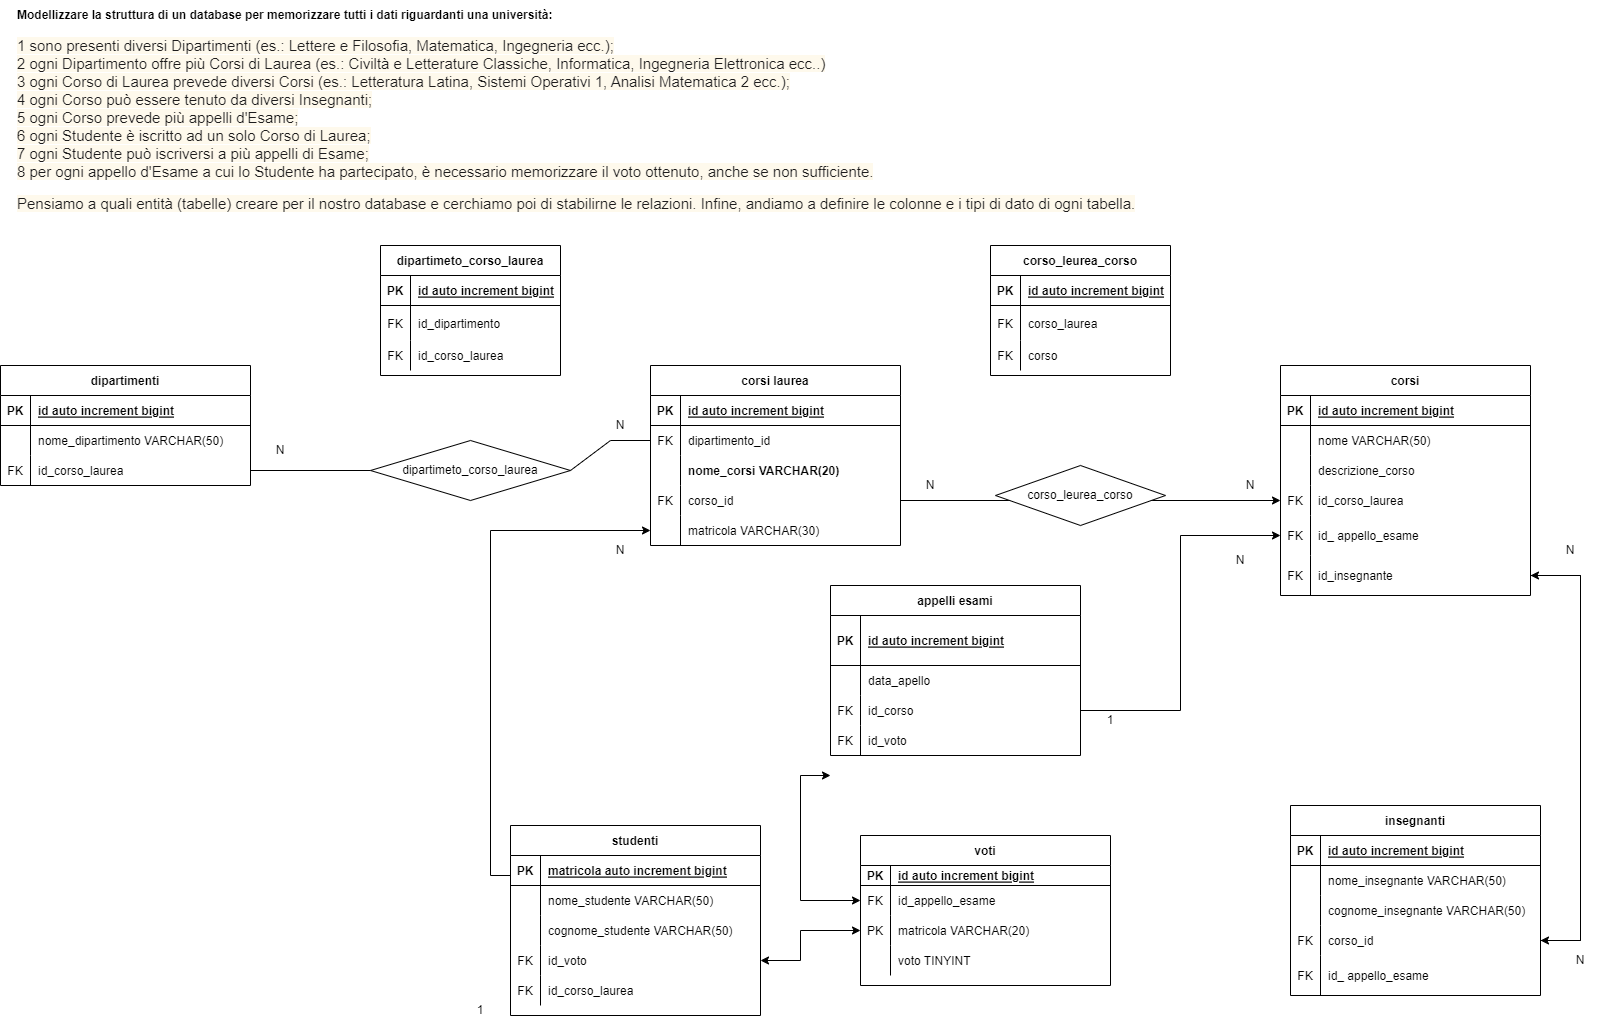 Modellizzare la struttura di un database per memorizzare tutti i dati riguardanti una università:
1 sono presenti diversi Dipartimenti (es.: Lettere e Filosofia, Matematica, Ingegneria ecc.);
2 ogni Dipartimento offre più Corsi di Laurea (es.: Civiltà e Letterature Classiche, Informatica, Ingegneria Elettronica ecc..)
3 ogni Corso di Laurea prevede diversi Corsi (es.: Letteratura Latina, Sistemi Operativi 1, Analisi Matematica 2 ecc.);
4 ogni Corso può essere tenuto da diversi Insegnanti;
5 ogni Corso prevede più appelli d'Esame;
6 ogni Studente è iscritto ad un solo Corso di Laurea;
7 ogni Studente può iscriversi a più appelli di Esame;
8 per ogni appello d'Esame a cui lo Studente ha partecipato, è necessario memorizzare il voto ottenuto, anche se non sufficiente.
Pensiamo a quali entità (tabelle) creare per il nostro database e cerchiamo poi di stabilirne le relazioni. Infine, andiamo a definire le colonne e i tipi di dato di ogni tabella.
dipartimeto_corso_laurea
PK id auto increment bigint
FK id_dipartimento
FK id_corso_laurea
corso_leurea_corso
PK id auto increment bigint
FK corso_laurea
FK corso
dipartimenti
PK id auto increment bigint
nome_dipartimento VARCHAR(50)
FK id_corso_laurea
N
dipartimeto_corso_laurea
N
corsi laurea
PK id auto increment bigint
FK dipartimento_id
nome_corsi VARCHAR(20)
FK corso_id
matricola VARCHAR(30)
N
N
corso_leurea_corso
N
corsi
PK id auto increment bigint
nome VARCHAR(50)
descrizione_corso
FK id_corso_laurea
FK id_ appello_esame
FK id_insegnante
N
N
appelli esami
PK id auto increment bigint
data_apello
FK id_corso
FK id_voto
1
studenti
PK matricola auto increment bigint
nome_studente VARCHAR(50)
cognome_studente VARCHAR(50)
FK id_voto
FK id_corso_laurea
1
voti
PK id auto increment bigint
FK id_appello_esame
PK matricola VARCHAR(20)
voto TINYINT
insegnanti
PK id auto increment bigint
nome_insegnante VARCHAR(50)
cognome_insegnante VARCHAR(50)
FK corso_id
FK id_ appello_esame
N